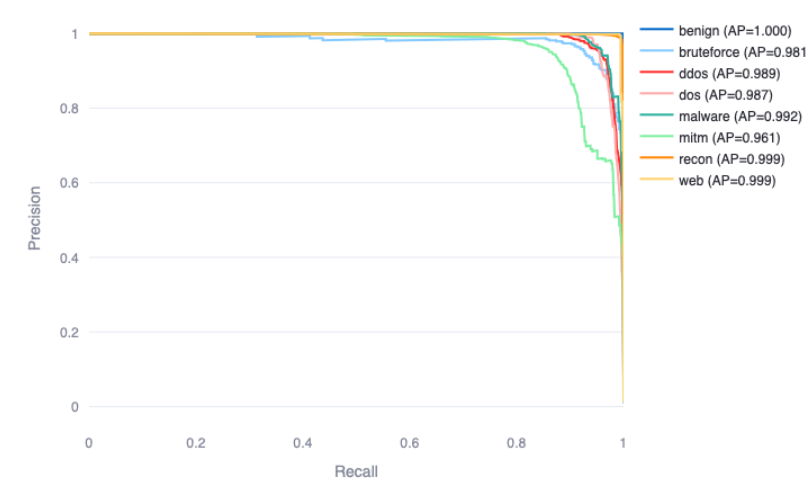 benign (AP=1.000)
bruteforce (AP=0.981
ddos (AP=0.989)
dos (AP=0.987)
malware (AP=0.992)
mitm (AP=0.961)
recon (AP=0.999)
web (AP=0.999)
Precision
1
0.8
0.6
0.4
0.2
0
0 0.2 0.4 0.6 0.8 1
Recall